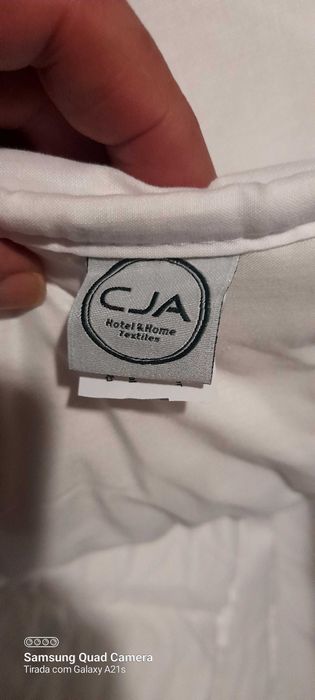 CJA
Hotel & Home
Textiles
Samsung Quad Camera
Tirada com Galaxy A21s